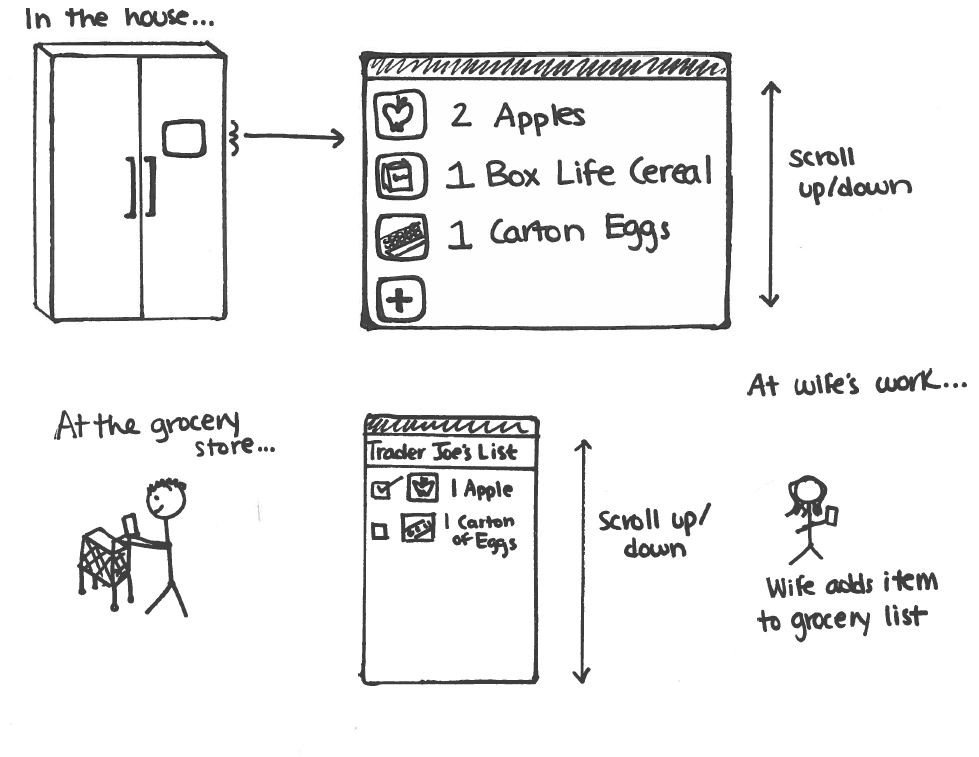 In the house...
2 Apples
1 Box Life Cereal
1 Carton Eggs
+
scroll
up/down
At the grocery
store...
Trader Joe's List
1 Apple
1 Carton
of Eggs
scroll up/
down
At wife's work...
Wife adds item
to grocery list